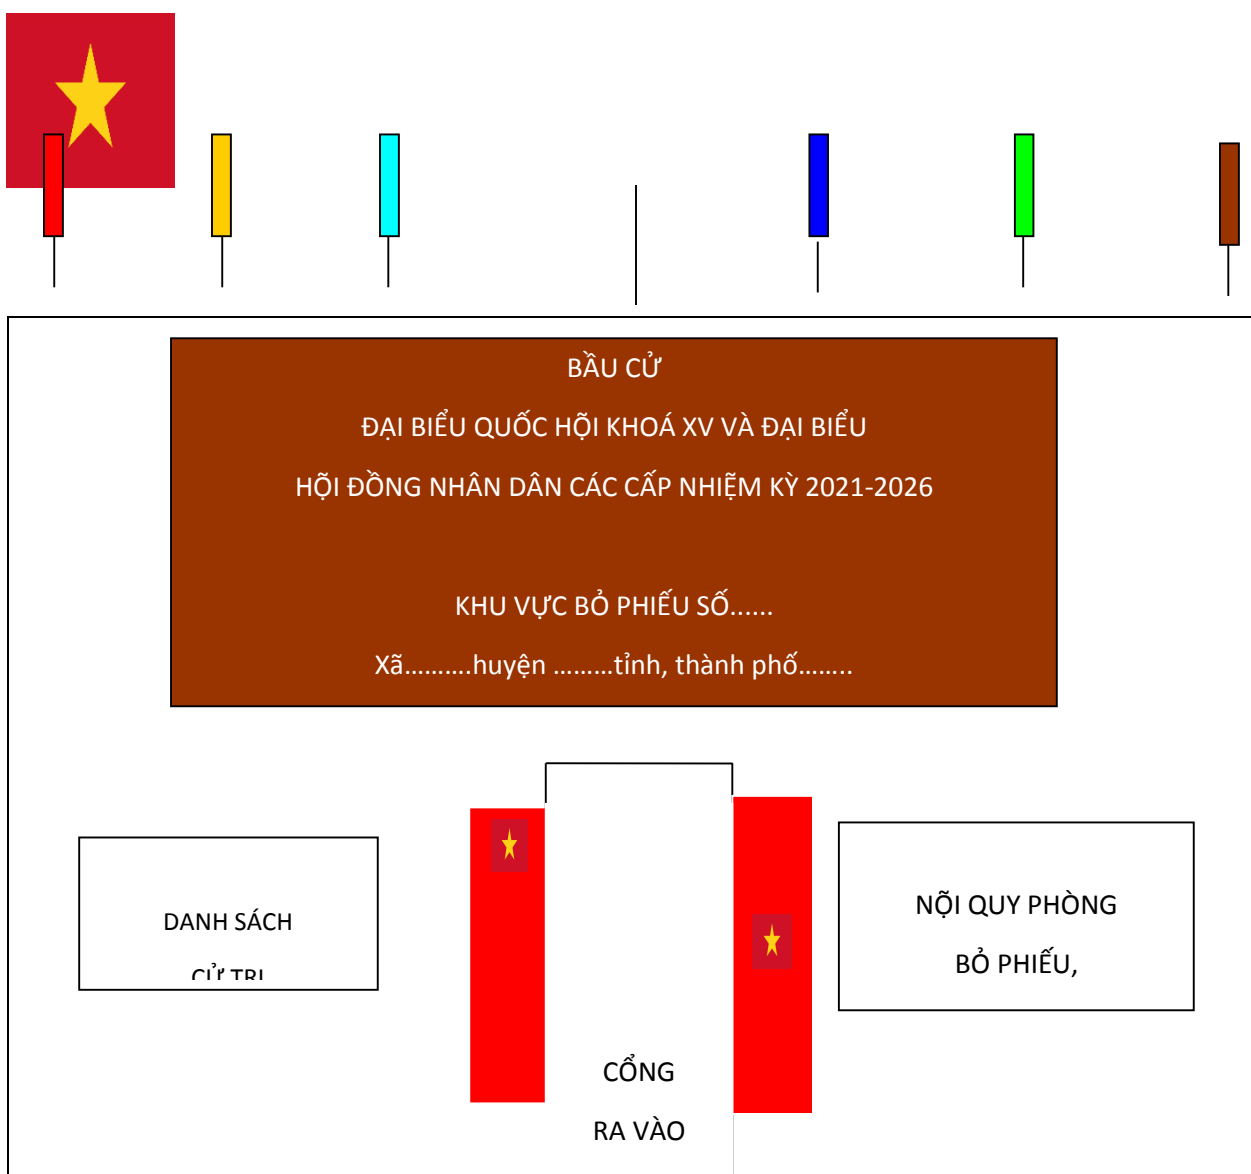 BẦU CỬ
ĐẠI BIỂU QUỐC HỘI KHOÁ XV VÀ ĐẠI BIỂU
HỘI ĐỒNG NHÂN DÂN CÁC CẤP NHIỆM KỲ 2021-2026
KHU VỰC BỎ PHIẾU SỐ......
Xã..........huyện .........tỉnh, thành phố........
DANH SÁCH
CỬ TRI
NỘI QUY PHÒNG
BỎ PHIẾU,
CỔNG
RA VÀO